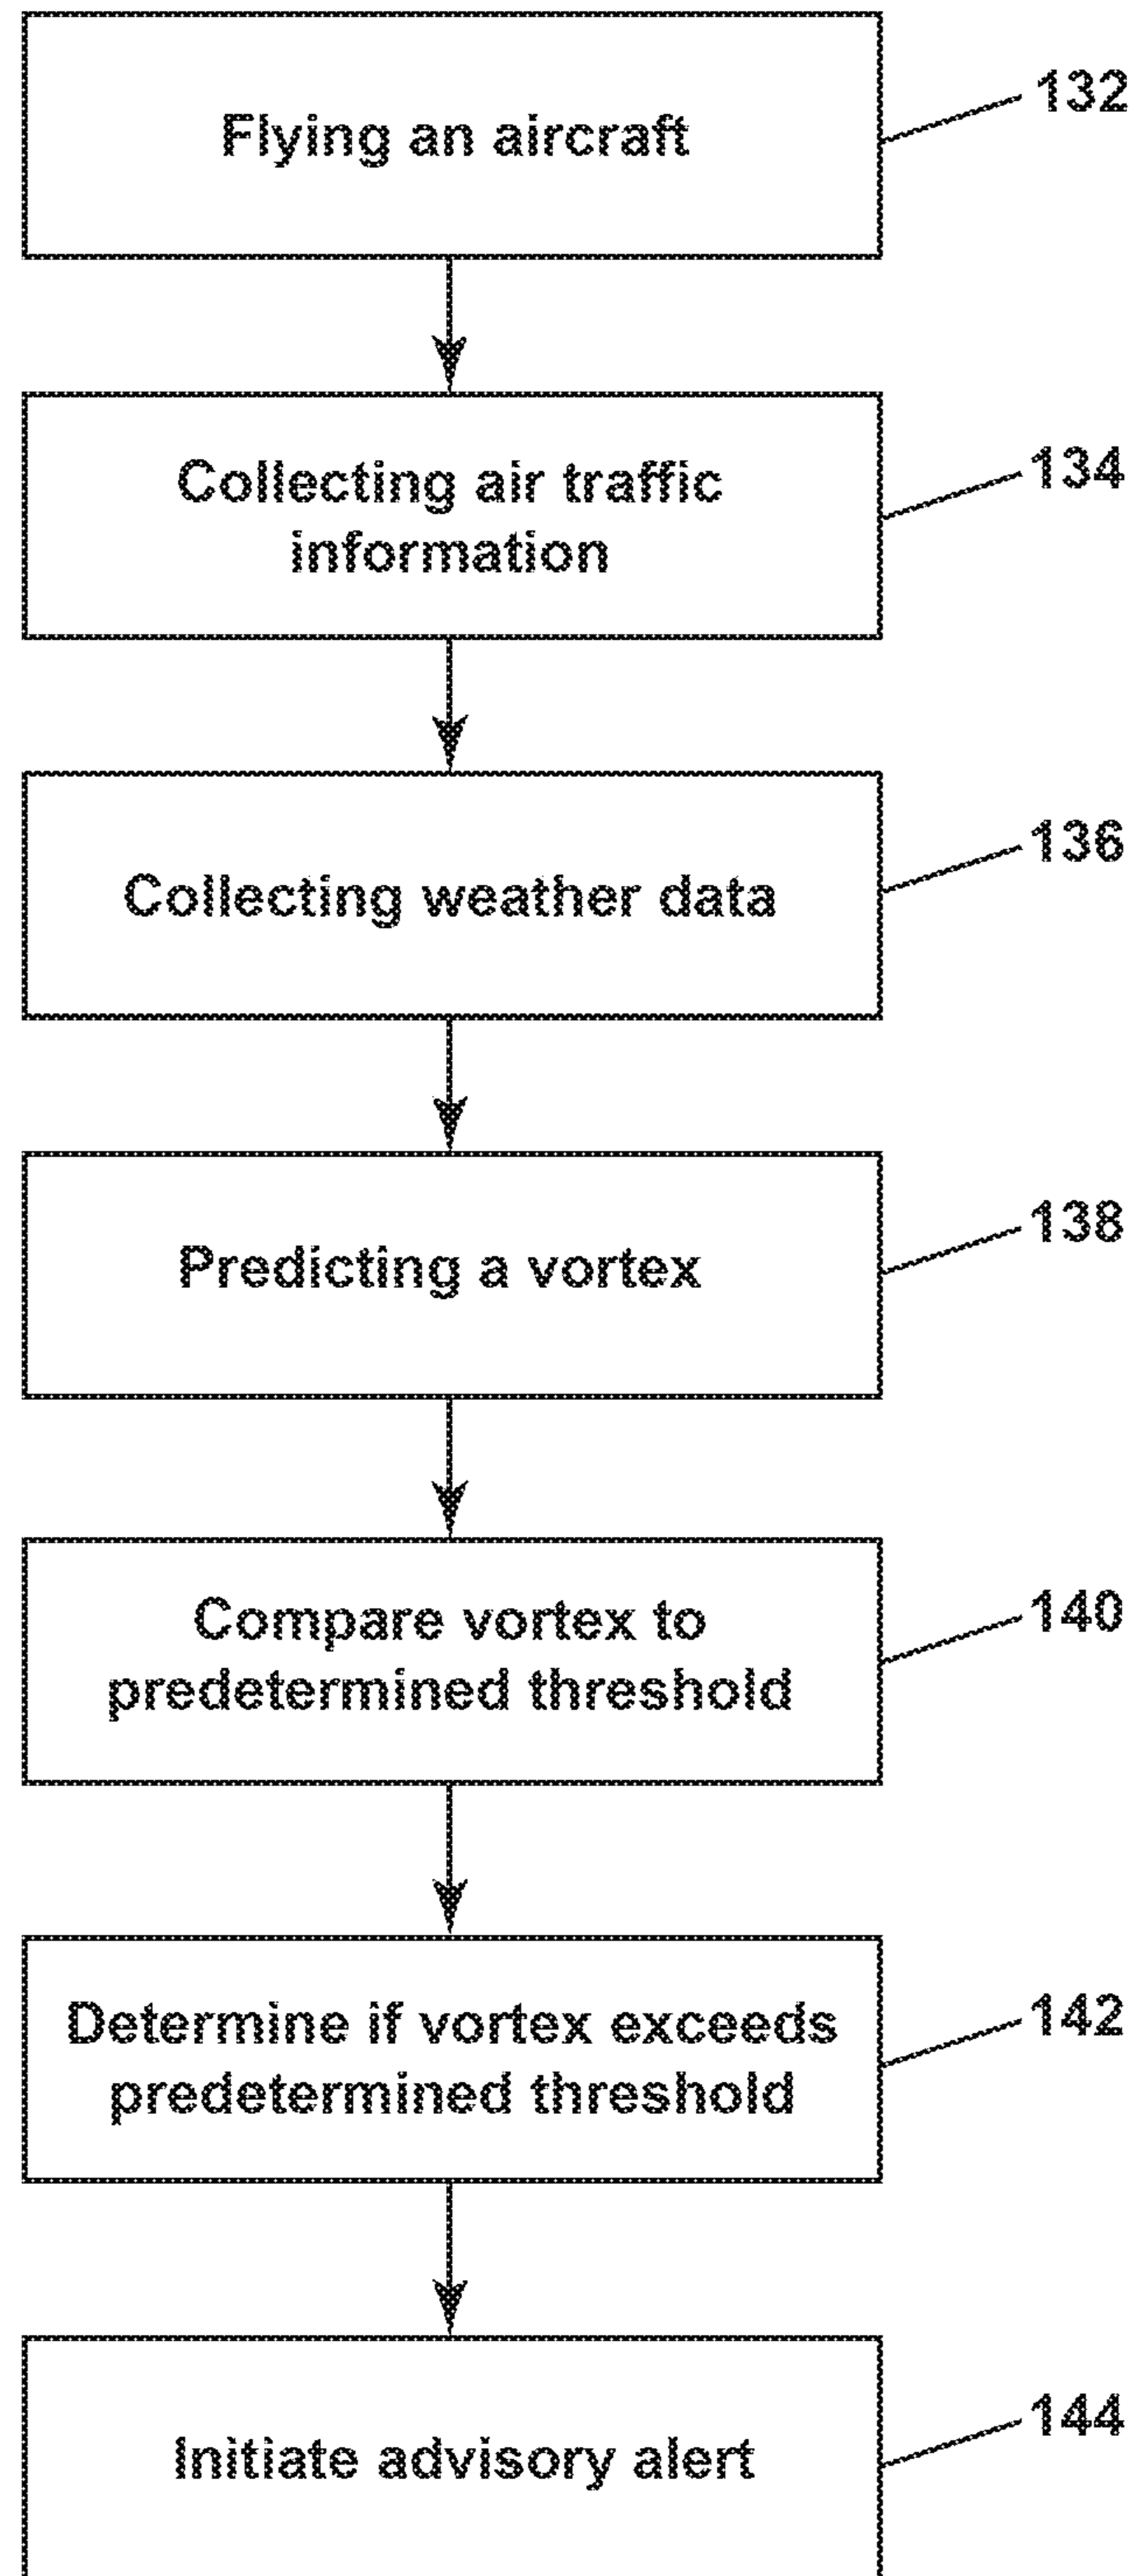 Flying an aircraft
132
Collecting air traffic
information
134
Collecting weather data
136
Predicting a vortex
138
Compare vortex to
predetermined threshold
140
Determine if vortex exceeds
predetermined threshold
142
Initiate advisory alert
144